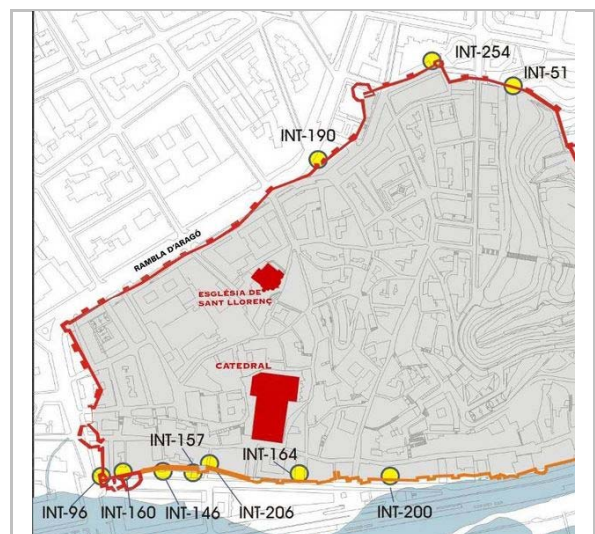 INT-254
INT-51
INT-190
RAMBLA D'ARAGÓ
ESGLÉSIA DE
SANT LLORENÇ
CATEDRAL
INT-157
INT-164
INT-96
INT-160
INT-146
INT-206
INT-200